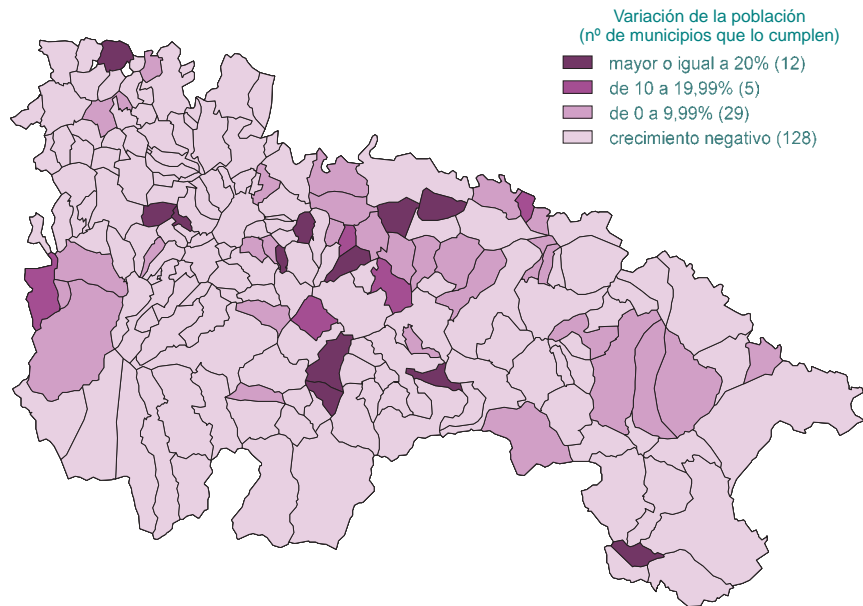 Variación de la población
(nº de municipios que lo cumplen)
mayor o igual a 20% (12)
de 10 a 19,99% (5)
de 0 a 9,99% (29)
crecimiento negativo (128)